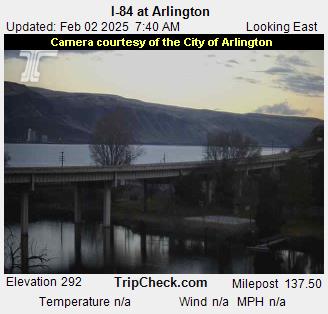 I-84 at Arlington
Updated: Feb 02 2025 7:40 AM Looking East
Camera courtesy of the City of Arlington
Elevation 292 TripCheck.com Milepost 137.50
Temperature n/a Wind n/a MPH n/a